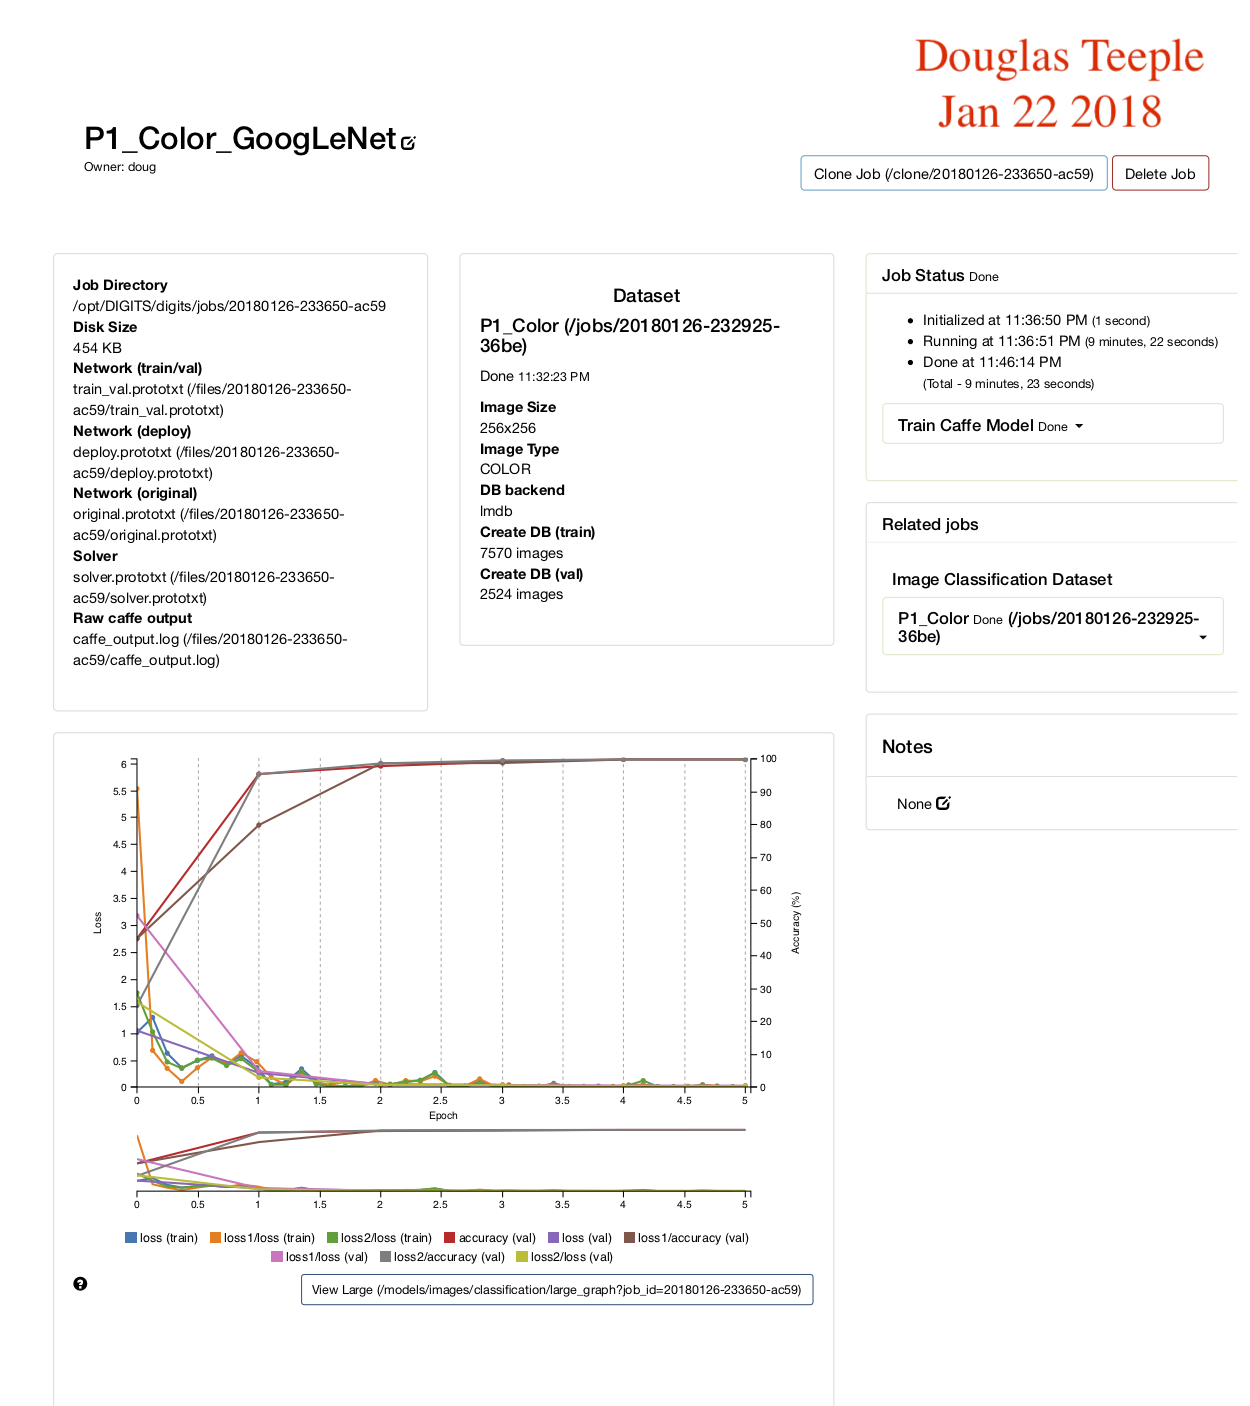 Douglas Teeple
Jan 22 2018
P1_Color_GoogLeNet
Owner: doug
Clone Job (/clone/20180126-233650-ac59)
Delete Job
Job Directory
/opt/DIGITS/digits/jobs/20180126-233650-ac59
Disk Size
454 KB
Network (train/val)
train_val.prototxt (/files/20180126-233650-
ac59/train_val.prototxt)
Network (deploy)
deploy.prototxt (/files/20180126-233650-
ac59/deploy.prototxt)
Network (original)
original.prototxt (/files/20180126-233650-
ac59/original.prototxt)
Solver
solver.prototxt (/files/20180126-233650-
ac59/solver.prototxt)
Raw caffe output
caffe_output.log (/files/20180126-233650-
ac59/caffe_output.log)
Dataset
P1_Color (/jobs/20180126-232925-
36be)
Done 11:32:23 PM
Image Size
256x256
Image Type
COLOR
DB backend
lmdb
Create DB (train)
7570 images
Create DB (val)
2524 images
Job Status Done
Initialized at 11:36:50 PM (1 second)
Running at 11:36:51 PM (9 minutes, 22 seconds)
Done at 11:46:14 PM
(Total - 9 minutes, 23 seconds)
Train Caffe Model Done
Related jobs
Image Classification Dataset
P1_Color Done (/jobs/20180126-232925-
36be)
Notes
None
6
5.5
5
4.5
4
3.5
3
2.5
2
1.5
1
0.5
0
Loss
100
90
80
70
60
50
40
30
20
10
0
Accuracy (%)
0 0.5 1 1.5 2 2.5 3 3.5 4 4.5 5
Epoch
0 0.5 1 1.5 2 2.5 3 3.5 4 4.5 5
loss (train) loss1/loss (train) loss2/loss (train) accuracy (val) loss (val) loss1/accuracy (val)
loss1/loss (val) loss2/accuracy (val) loss2/loss (val)
View Large (/models/images/classification/large_graph?job_id=20180126-233650-ac59)